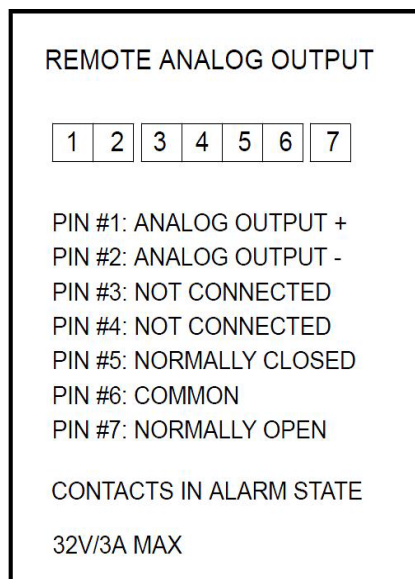 REMOTE ANALOG OUTPUT
1 2 3 4 5 6 7
PIN #1: ANALOG OUTPUT +
PIN #2: ANALOG OUTPUT -
PIN #3: NOT CONNECTED
PIN #4: NOT CONNECTED
PIN #5: NORMALLY CLOSED
PIN #6: COMMON
PIN #7: NORMALLY OPEN
CONTACTS IN ALARM STATE
32V/3A MAX